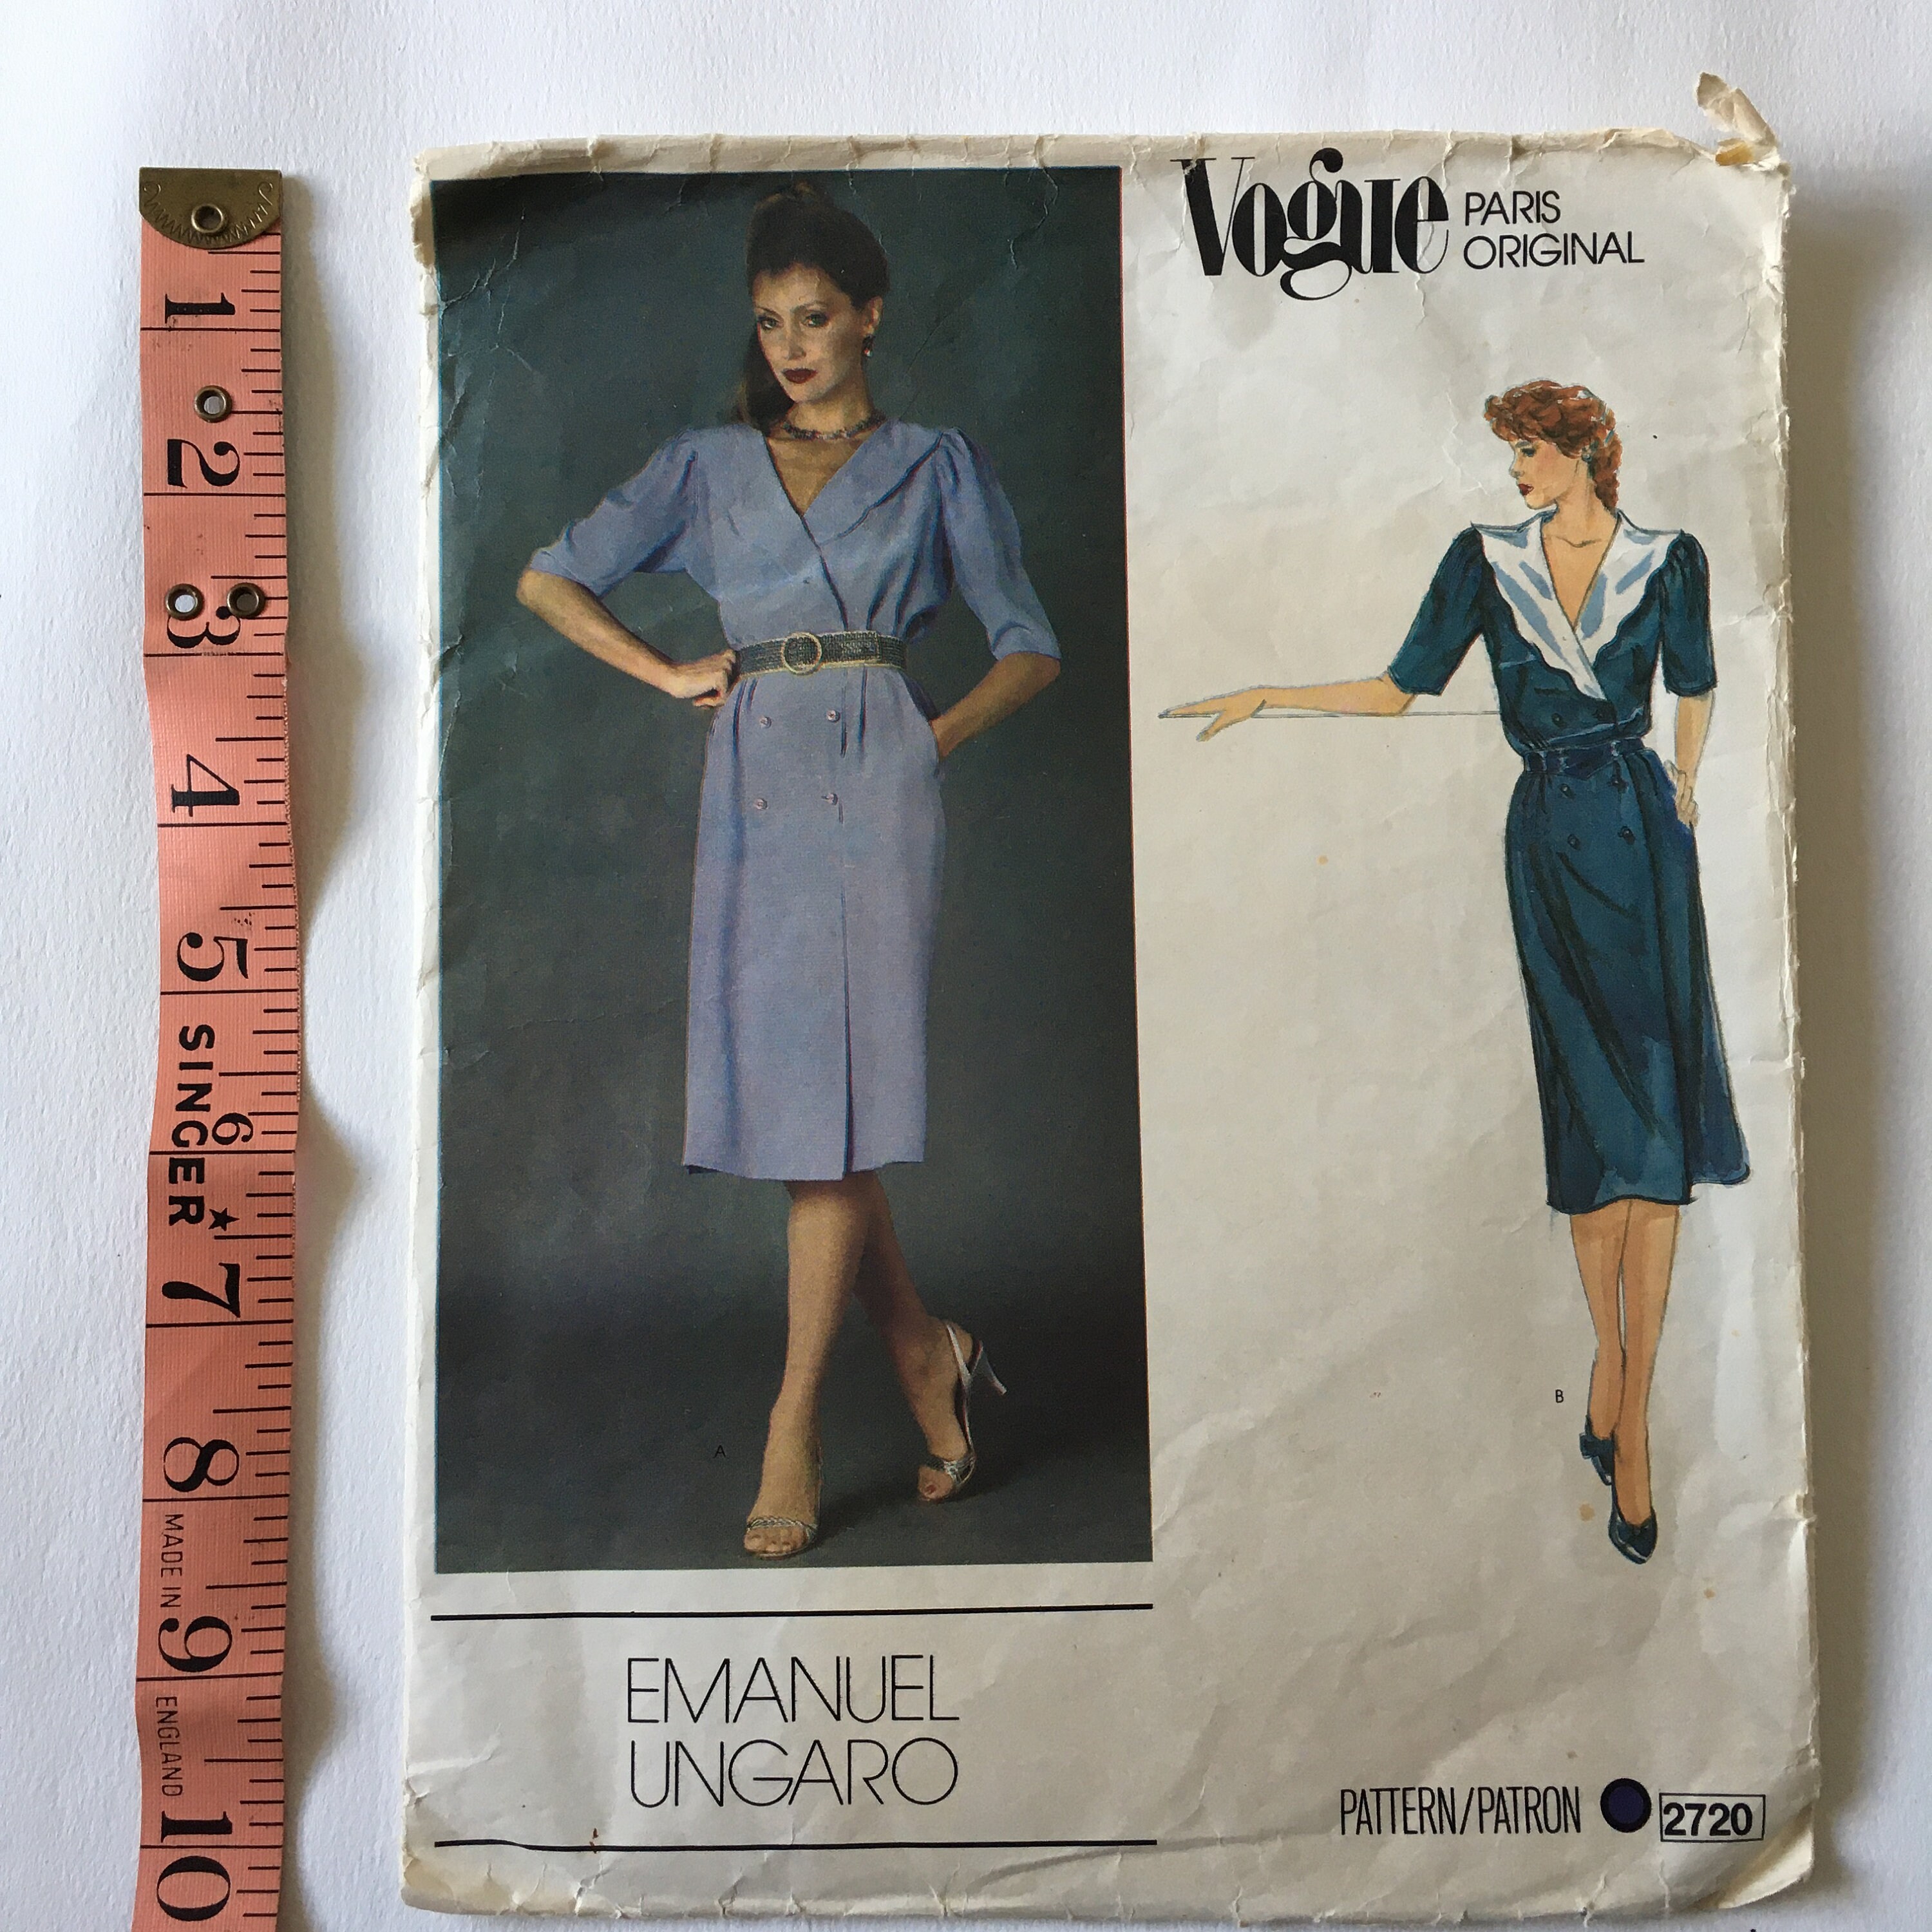 1
2
3
4
5
SINGER
6
7
8
MADE IN
9
ENGLAND
10
Vogue PARIS
ORIGINAL
A
B
EMANUEL
UNGARO
PATTERN/PATRON 2720